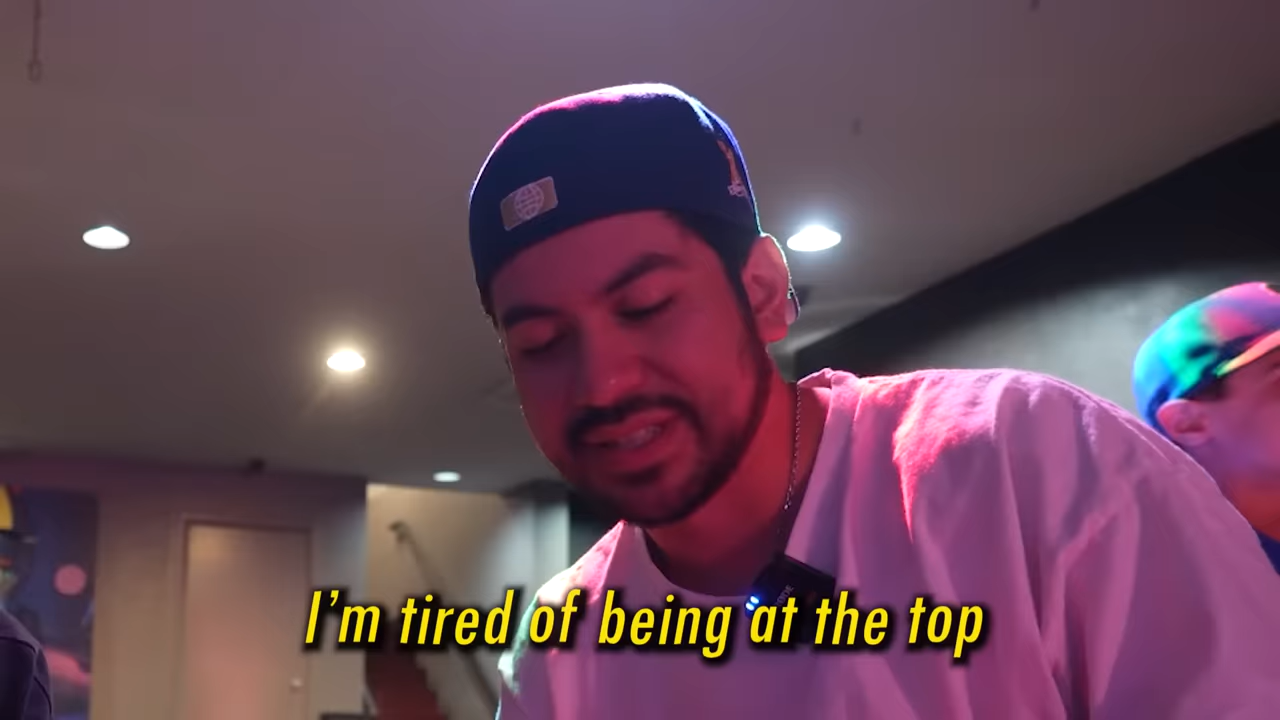 I'm tired of being at the top